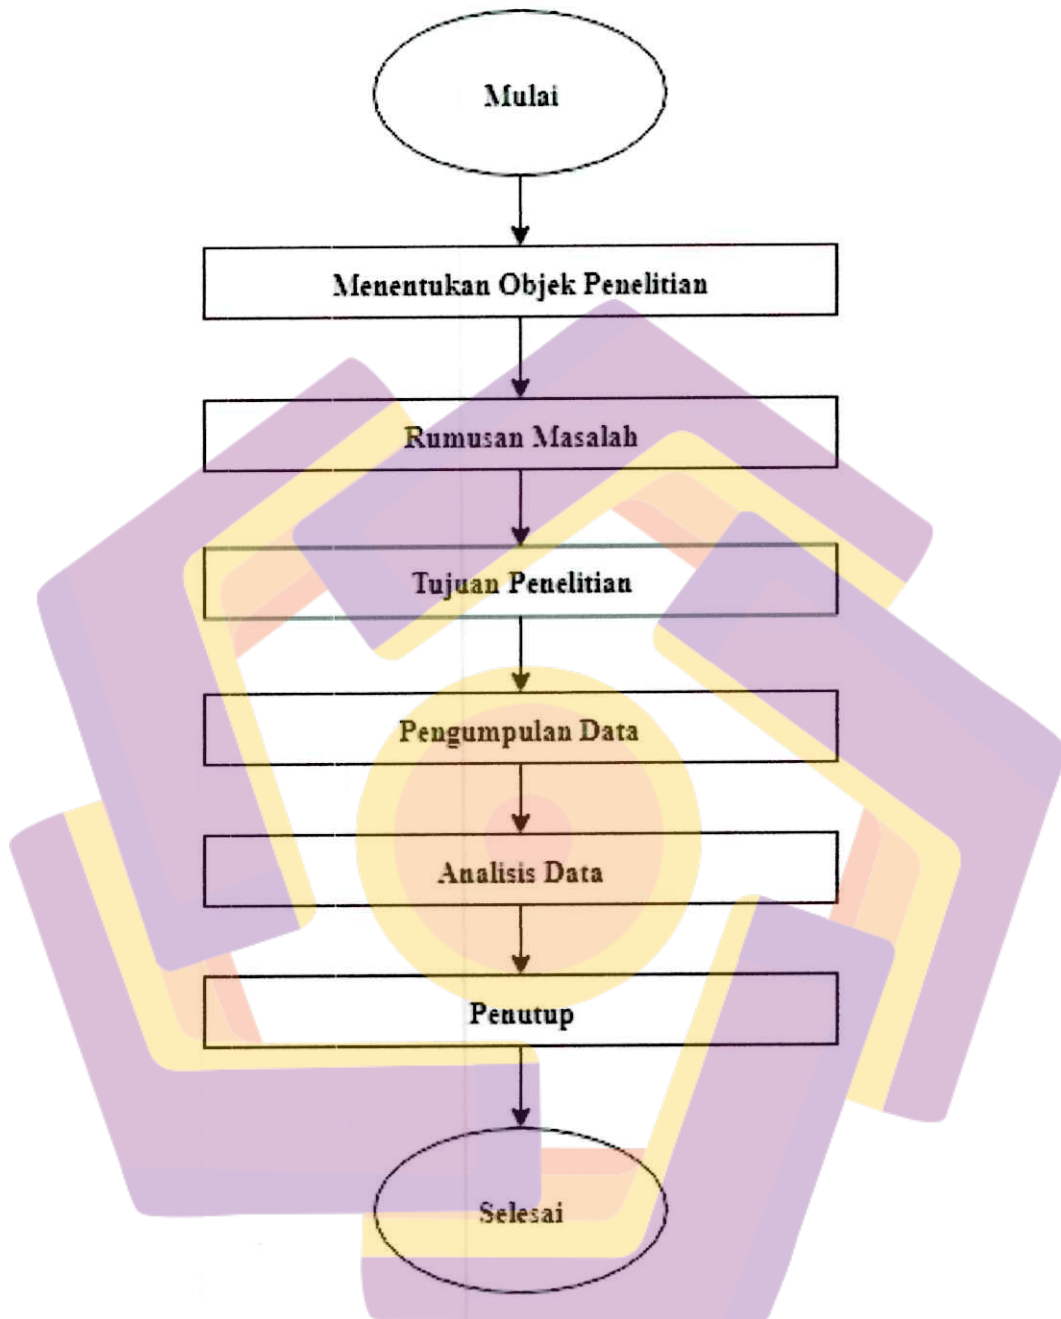 Mulai
Menentukan Objek Penelitian
Rumusan Masalah
Tujuan Penelitian
Pengumpulan Data
Analisis Data
Penutup
Selesai